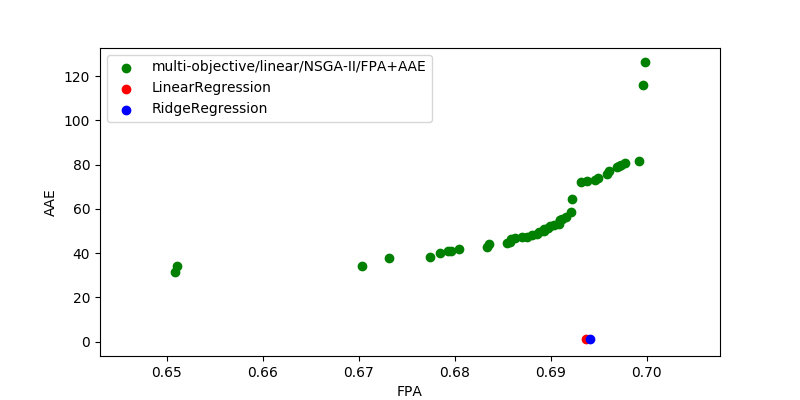 multi-objective/linear/NSGA-II/FPA+AAE
LinearRegression
RidgeRegression
120
100
80
60
40
20
0
AAE
0.65 0.66 0.67 0.68 0.69 0.70
FPA